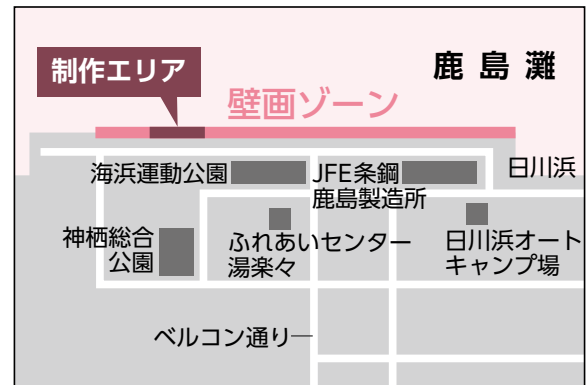 鹿島灘
制作エリア
壁画ゾーン
海浜運動公園
JFE条鋼
鹿島製造所
日川浜
神栖総合
公園
ふれあいセンター
湯楽々
日川浜オート
キャンプ場
ベルコン通り